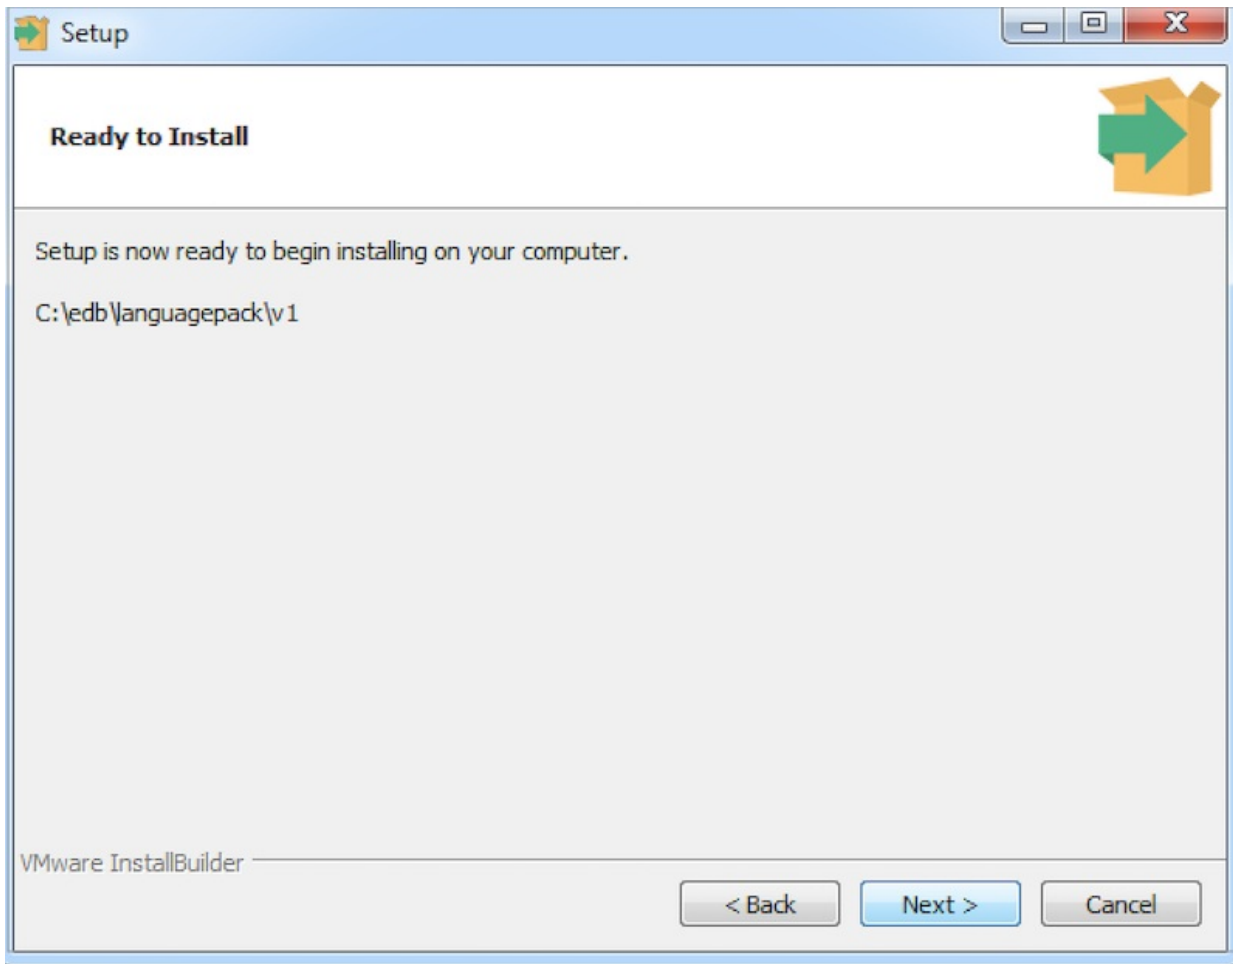 Setup
Ready to Install
Setup is now ready to begin installing on your computer.
C:\edb\languagepack\v1
VMware InstallBuilder
< Back
Next >
Cancel